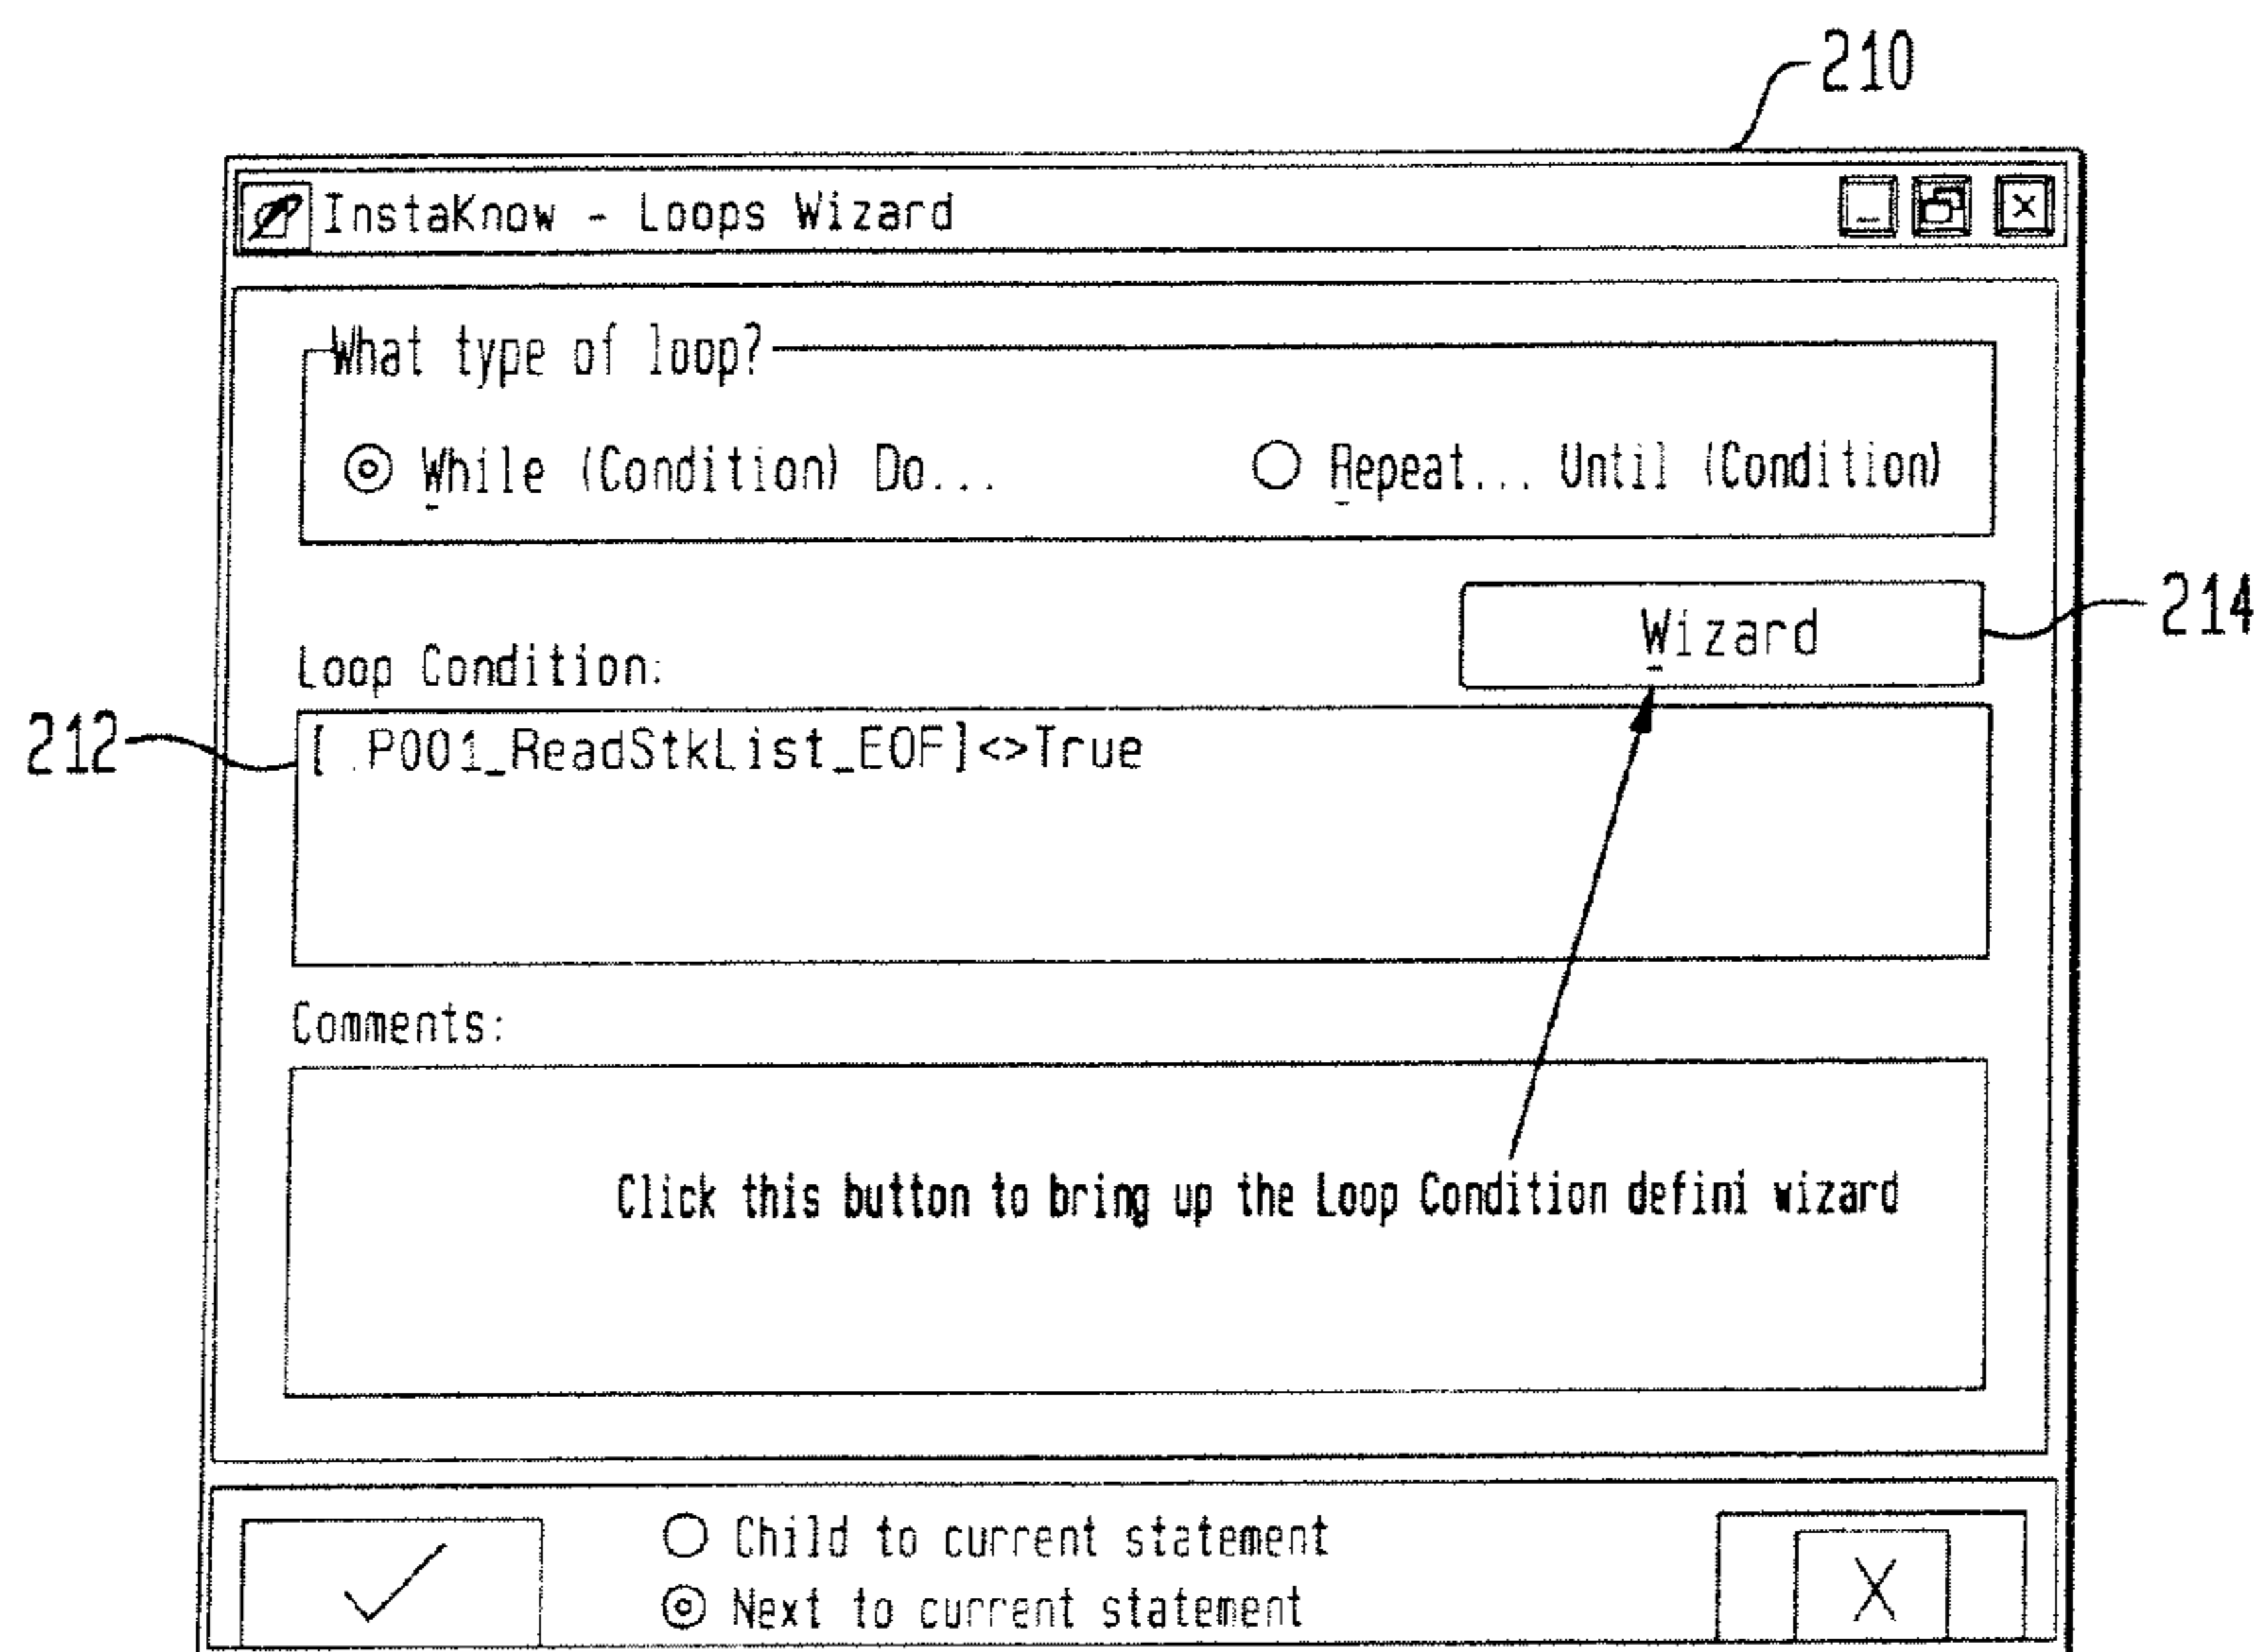 210
InstaKnow - Loops Wizard
What type of loop?
While (Condition) Do... Repeat... Until (Condition)
Wizard
214
Loop Condition:
212
[.P001_ReadStkList_EOF]<>True
Comments:
Click this button to bring up the Loop Condition defini wizard
Child to current statement
Next to current statement